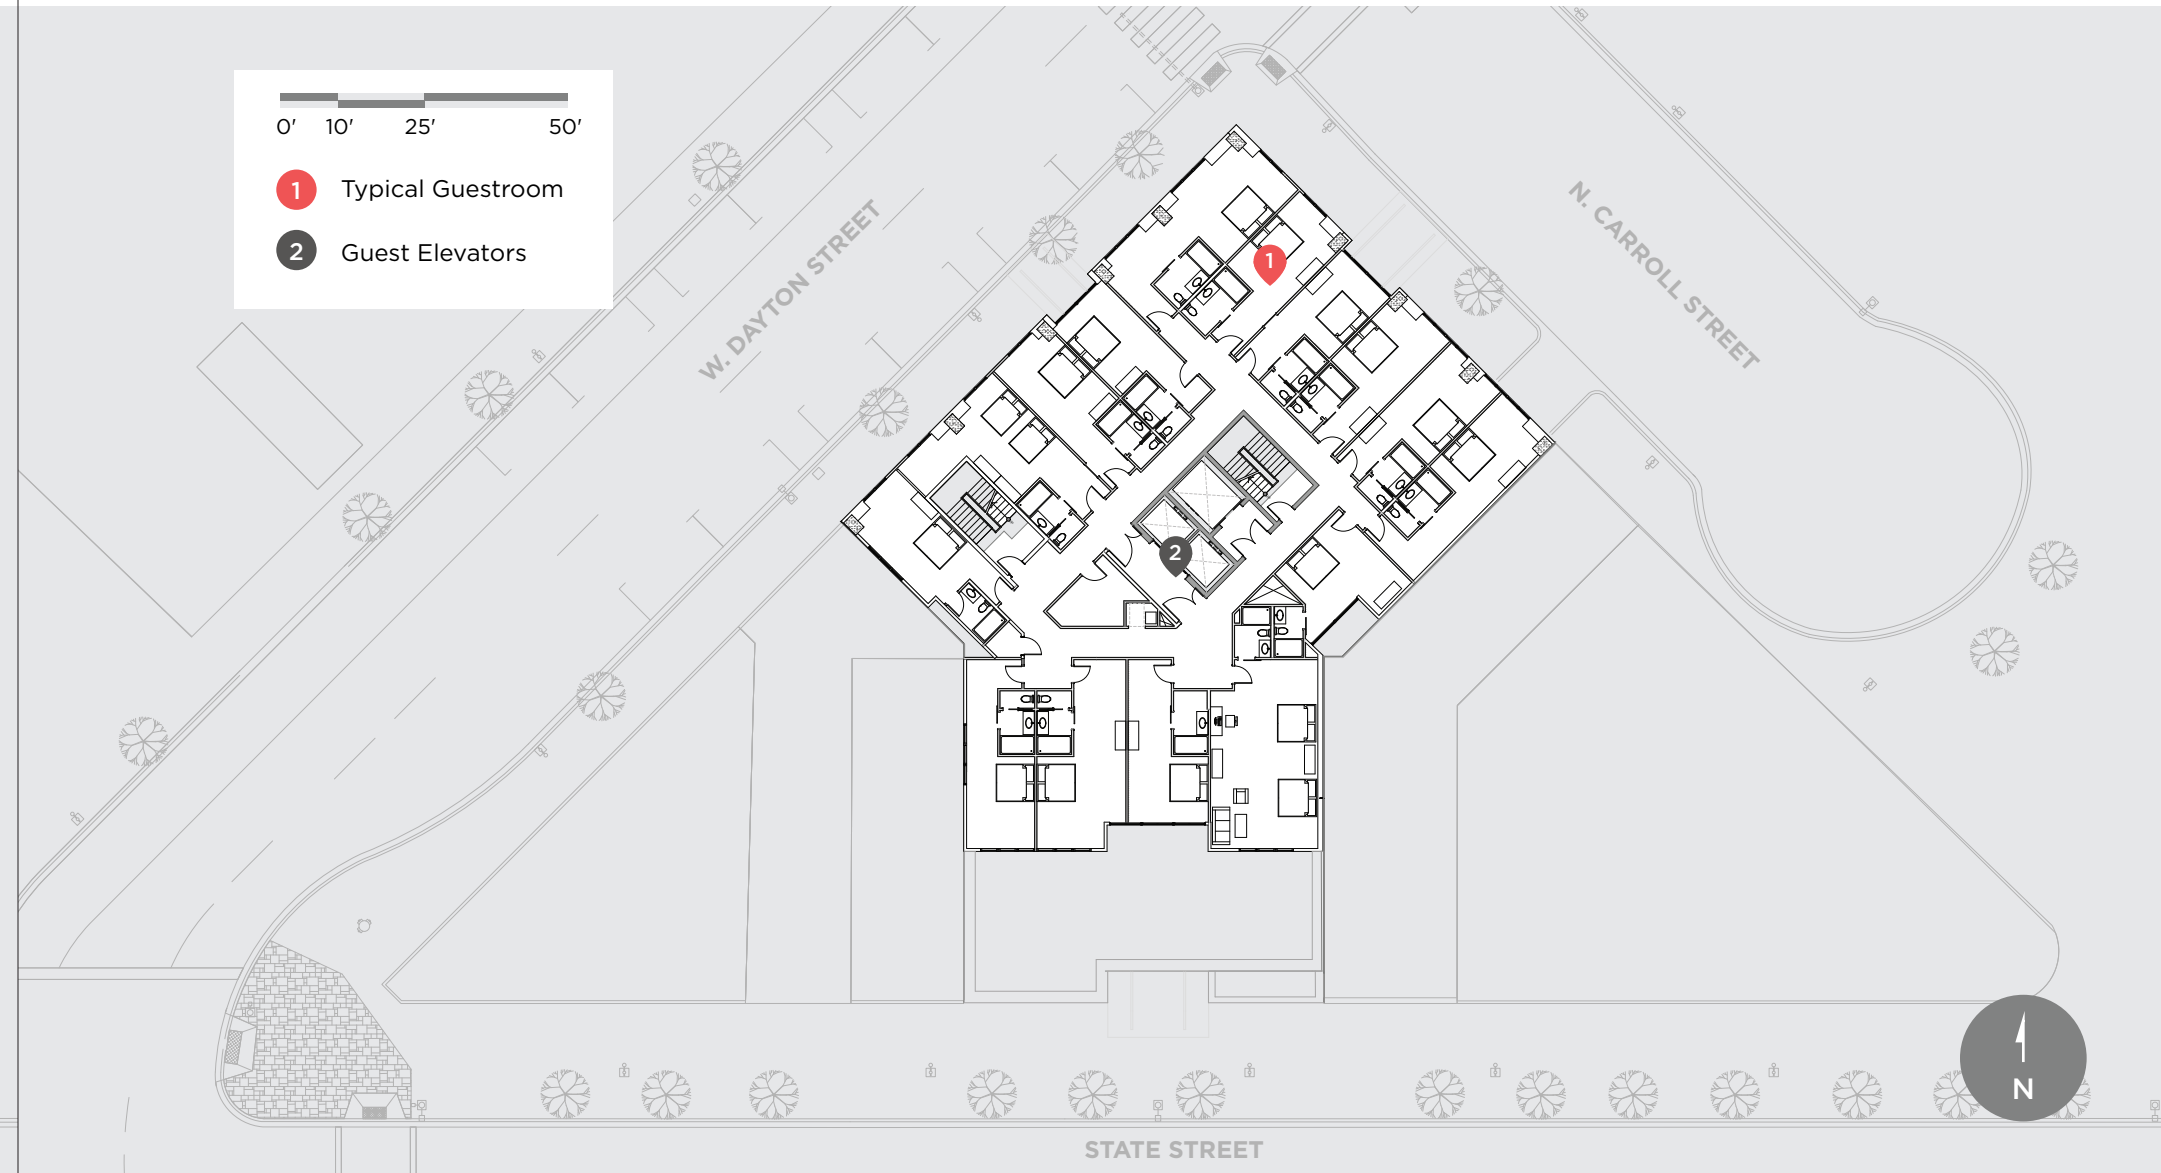 0' 10' 25' 50'
1 Typical Guestroom
2 Guest Elevators
W. DAYTON STREET
N. CARROLL STREET
1
2
N
STATE STREET